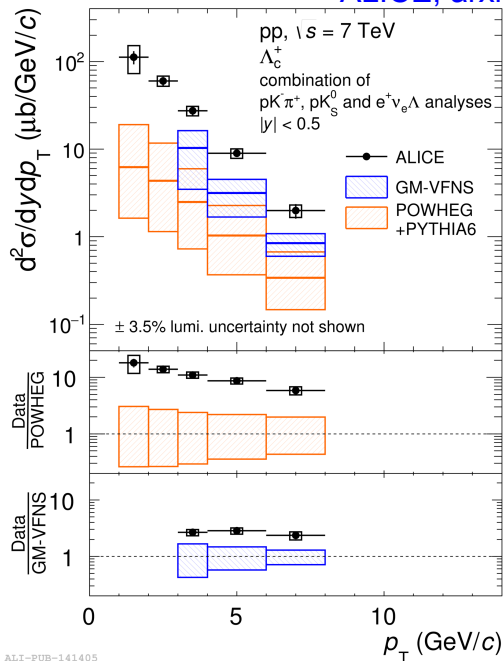 pp, √s = 7 TeV
Λc+
combination of
pK-π+, pK0S and e+νeΛ analyses
|y| < 0.5
ALICE
GM-VFNS
POWHEG
+PYTHIA6
d²σ/dydpT (μb/GeV/c)
10²
10
1
10⁻¹
± 3.5% lumi. uncertainty not shown
Data
POWHEG
10
1
Data
GM-VFNS
10
1
0
5
10
pT (GeV/c)
ALI-PUB-141405